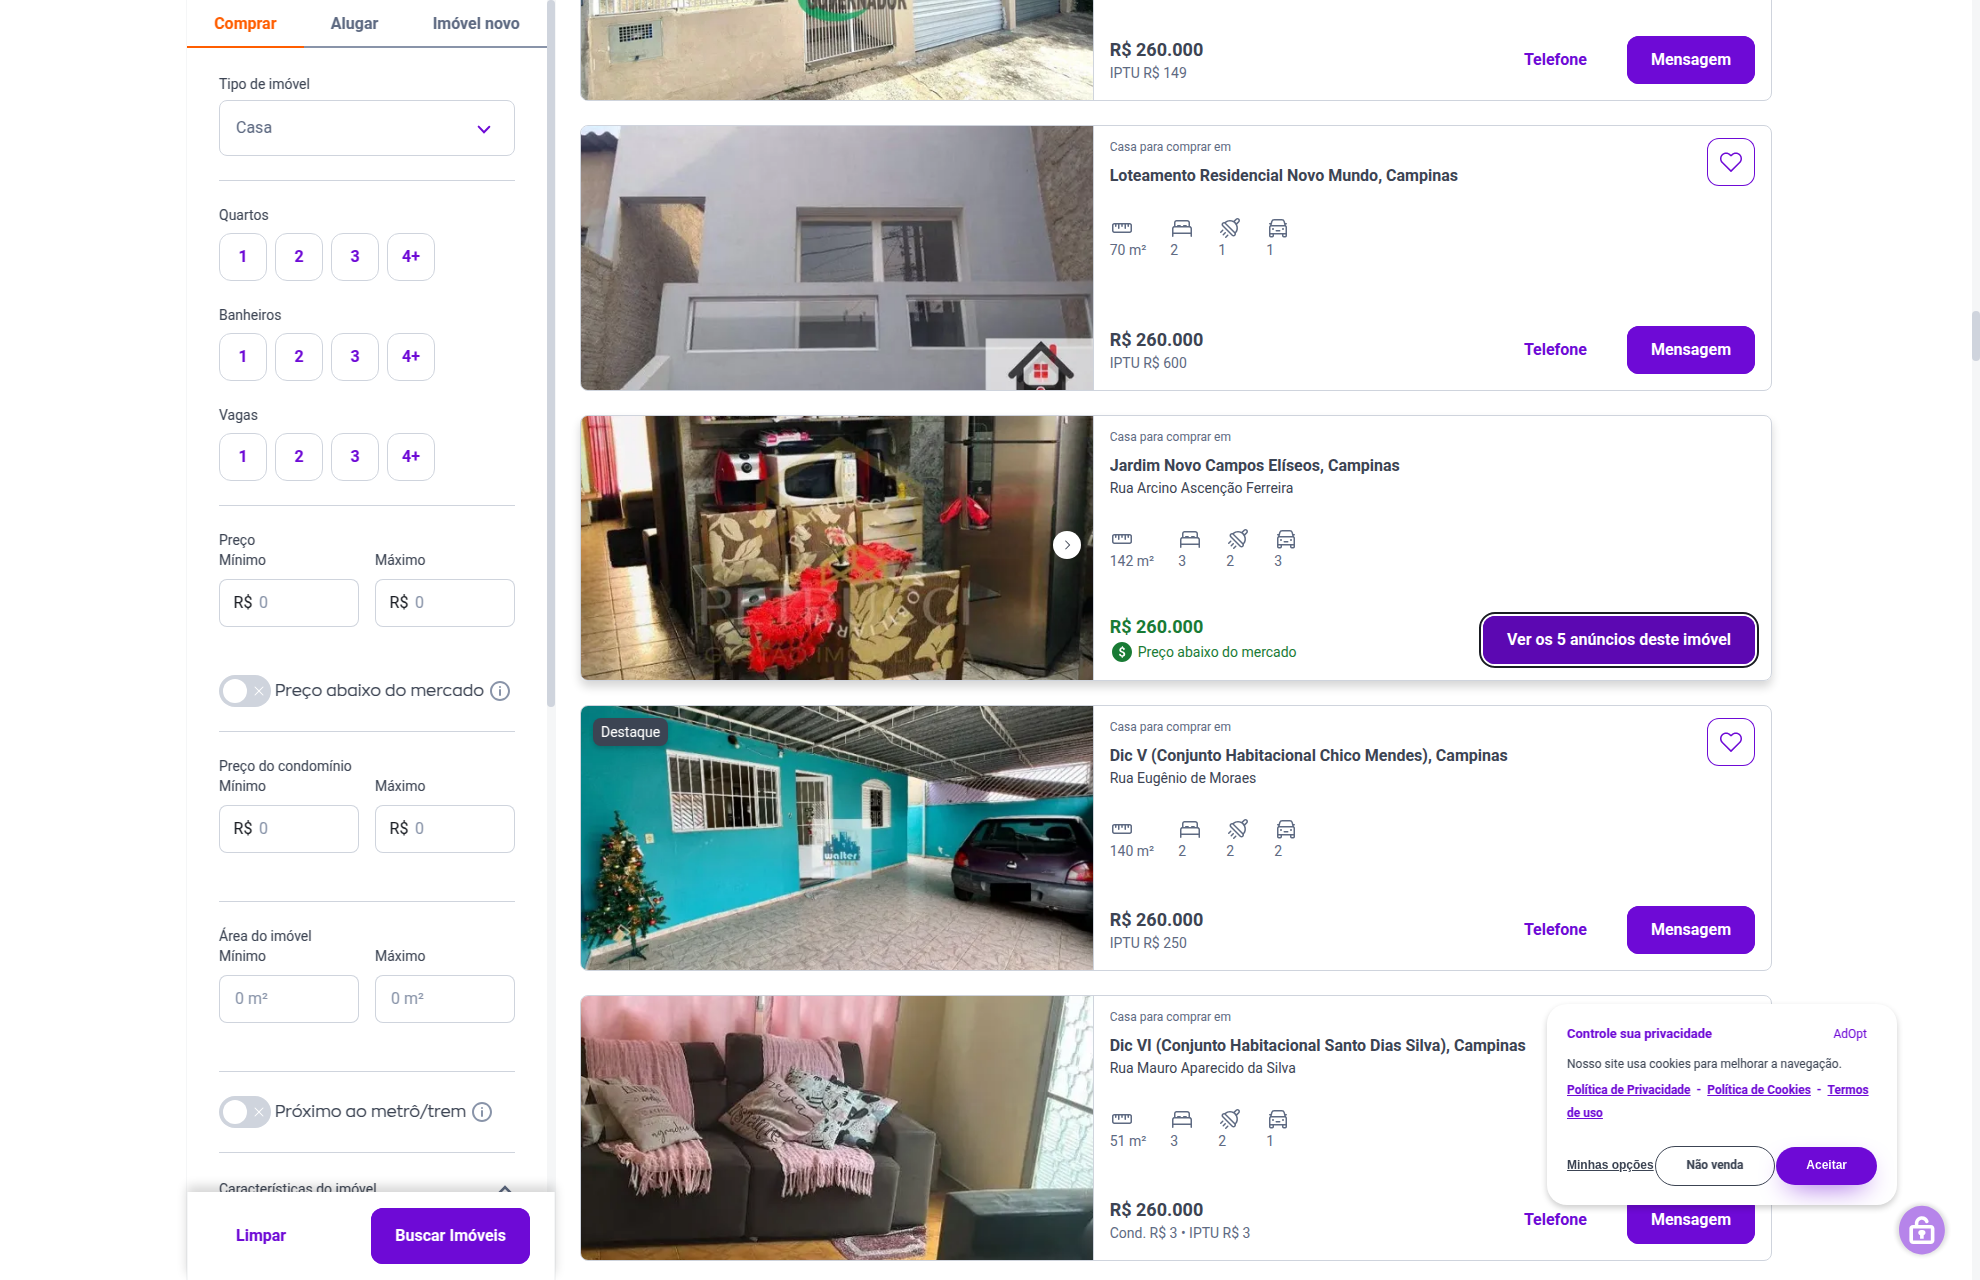 Comprar
Alugar
Imóvel novo
Tipo de imóvel
Casa
Quartos
1
2
3
4+
Banheiros
1
2
3
4+
Vagas
1
2
3
4+
Preço
Mínimo
Máximo
R$ 0
R$ 0
Preço abaixo do mercado
Preço do condomínio
Mínimo
Máximo
R$ 0
R$ 0
Área do imóvel
Mínimo
Máximo
0 m²
0 m²
Próximo ao metrô/trem
Características do imóvel
Limpar
Buscar Imóveis
GOVERNADOR
R$ 260.000
IPTU R$ 149
Telefone
Mensagem
Casa para comprar em
Loteamento Residencial Novo Mundo, Campinas
70 m²
2
1
1
R$ 260.000
IPTU R$ 600
Telefone
Mensagem
PETRUCCI
Casa para comprar em
Jardim Novo Campos Elíseos, Campinas
Rua Arcino Ascenção Ferreira
142 m²
3
2
3
R$ 260.000
$ Preço abaixo do mercado
Ver os 5 anúncios deste imóvel
Destaque
walter
Casa para comprar em
Dic V (Conjunto Habitacional Chico Mendes), Campinas
Rua Eugênio de Moraes
140 m²
2
2
2
R$ 260.000
IPTU R$ 250
Telefone
Mensagem
Casa para comprar em
Dic VI (Conjunto Habitacional Santo Dias Silva), Campinas
Rua Mauro Aparecido da Silva
51 m²
3
2
1
R$ 260.000
Cond. R$ 3 • IPTU R$ 3
Telefone
Mensagem
Controle sua privacidade
AdOpt
Nosso site usa cookies para melhorar a navegação.
Política de Privacidade - Política de Cookies - Termos
de uso
Minhas opções
Não venda
Aceitar